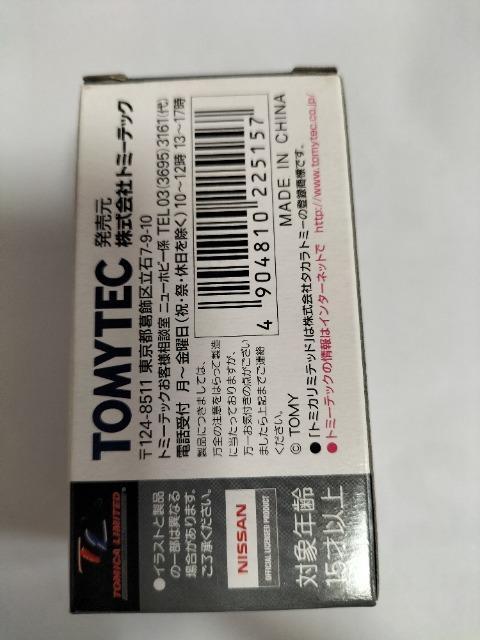 TOMYTEC
発売元
株式会社トミーテック
〒124-8511 東京都葛飾区立石7-9-10
トミーテックお客様相談室 ニューホビー係 TEL 03(3695)3161(代)
電話受付 月〜金曜日(祝・祭・休日を除く)10〜12時 13〜17時
製品につきましては、
万全の注意をはらって製造
に当たっておりますが、
万一お気付きの点がござい
ましたら上記までご連絡
ください。
4 904810 225157
© TOMY
MADE IN CHINA
●「トミカリミテッド」は株式会社タカラトミーの登録商標です。
●トミーテックの情報はインターネットで http://www.tomytec.co.jp/
TL
TOMICA LIMITED
●イラストと製品
の一部は異なる
場合があります。
ご了承ください。
NISSAN
OFFICIAL LICENSED PRODUCT
対象年齢
15才以上